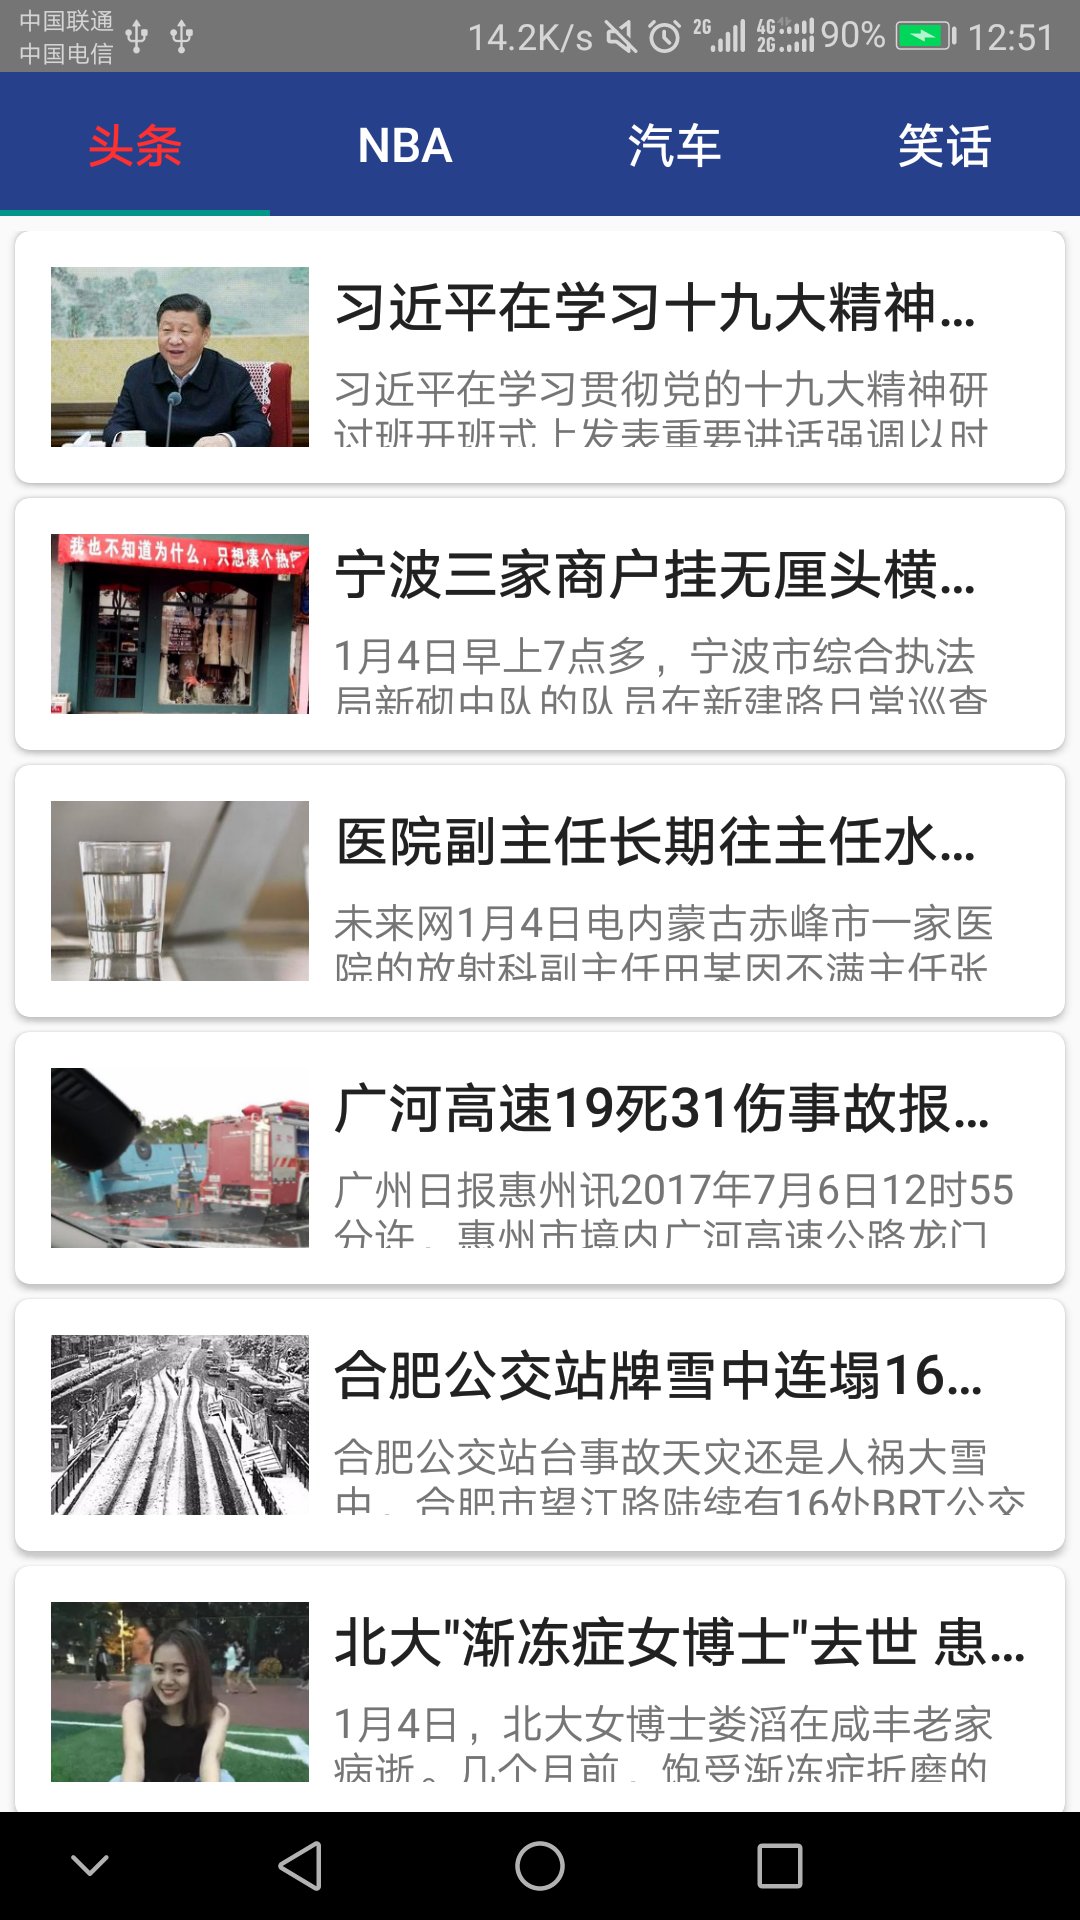 中国联通
中国电信
14.2K/s
2G
4G
2G
90%
12:51
头条
NBA
汽车
笑话
习近平在学习十九大精神...
习近平在学习贯彻党的十九大精神研
讨班开班式上发表重要讲话强调以时
我也不知道为什么，只想凑个热
宁波三家商户挂无厘头横...
1月4日早上7点多，宁波市综合执法
局新砌中队的队员在新建路日常巡查
医院副主任长期往主任水...
未来网1月4日电内蒙古赤峰市一家医
院的放射科副主任田某因不满主任张
广河高速19死31伤事故报...
广州日报惠州讯2017年7月6日12时55
分许，惠州市境内广河高速公路龙门
合肥公交站牌雪中连塌16...
合肥公交站台事故天灾还是人祸大雪
中，合肥市望江路陆续有16处BRT公交
北大"渐冻症女博士"去世 患...
1月4日，北大女博士娄滔在咸丰老家
病逝。几个月前，饱受渐冻症折磨的